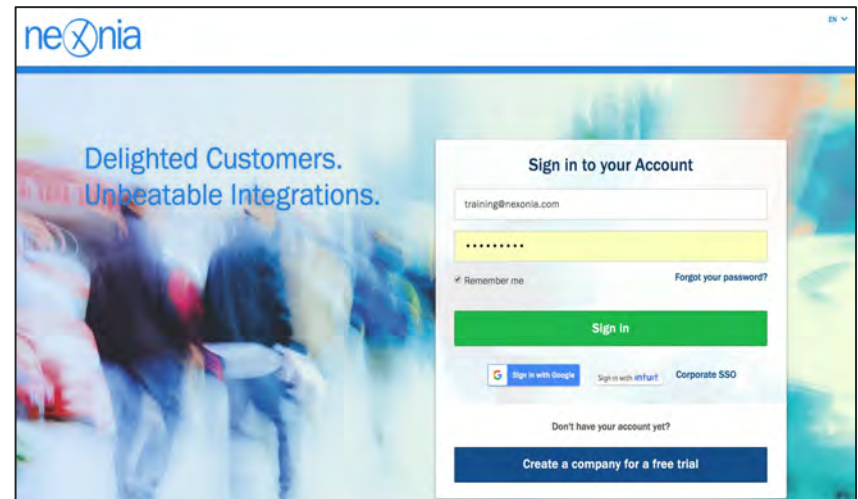 nexonia
EN
Delighted Customers.
Unbeatable Integrations.
Sign in to your Account
training@nexonia.com
•••••••••
Remember me
Forgot your password?
Sign in
G Sign in with Google
Sign in with intuit
Corporate SSO
Don't have your account yet?
Create a company for a free trial